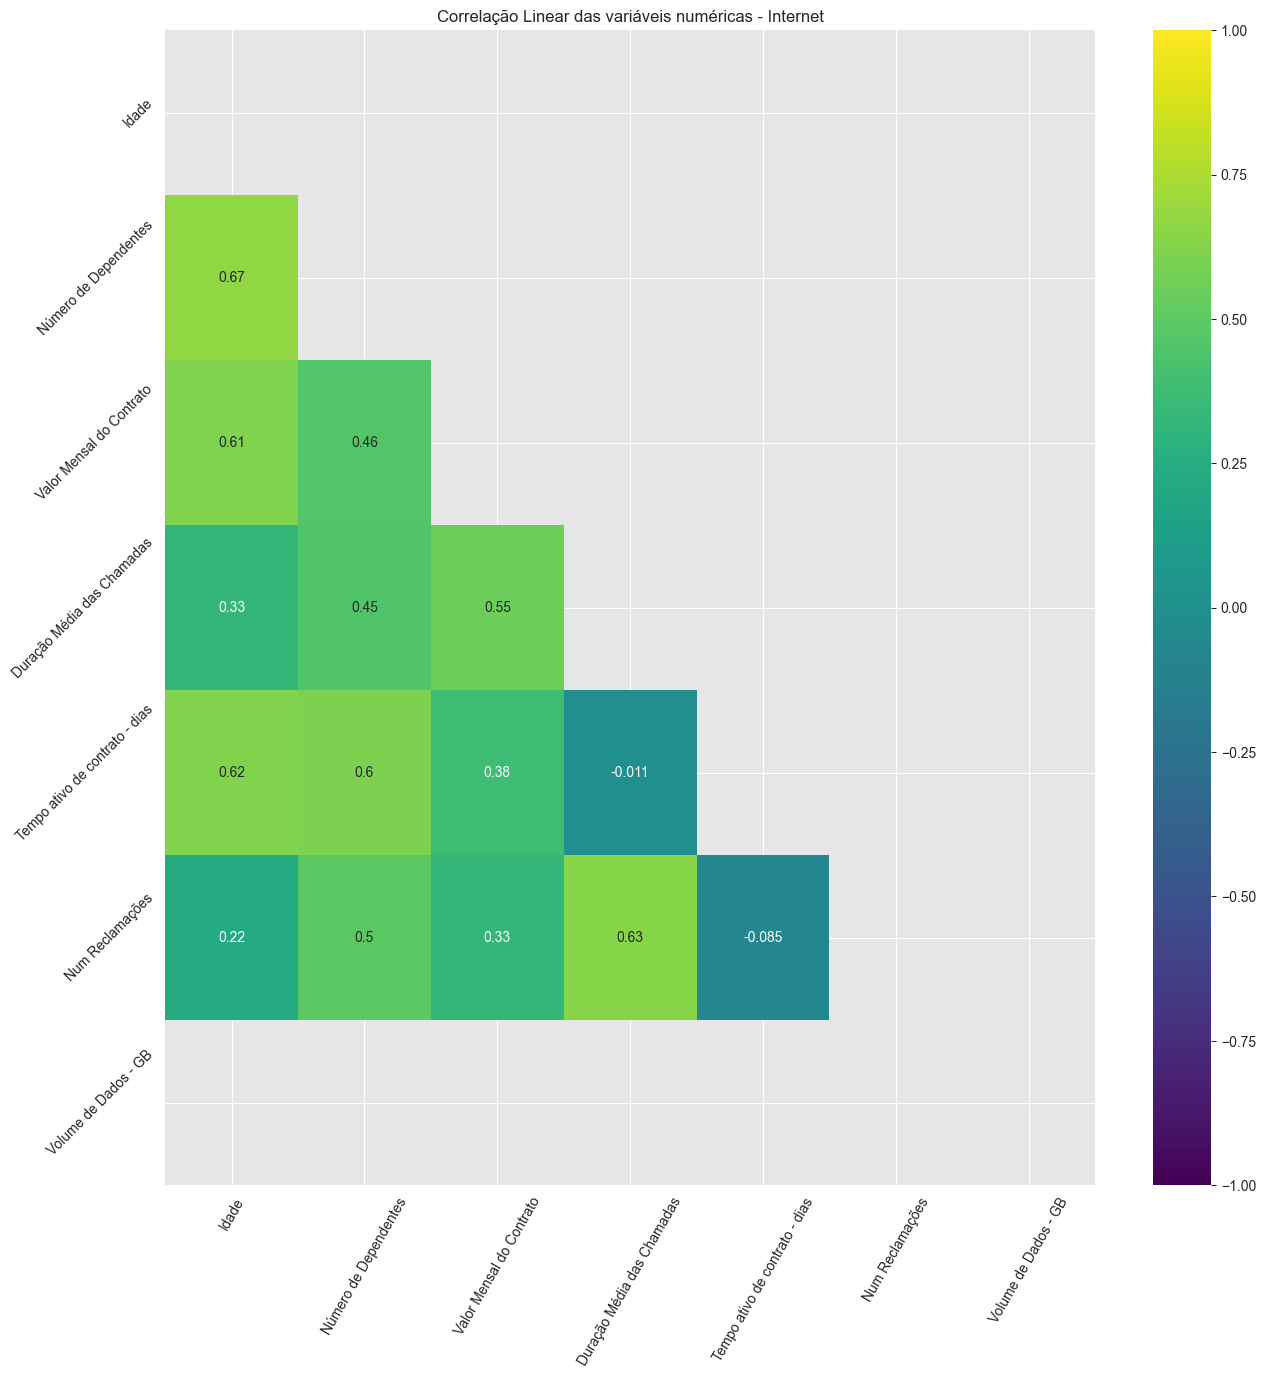 Correlação Linear das variáveis numéricas - Internet
Idade
Número de Dependentes
Valor Mensal do Contrato
Duração Média das Chamadas
Tempo ativo de contrato - dias
Num Reclamações
Volume de Dados - GB
0.67
0.61 0.46
0.33 0.45 0.55
0.62 0.6 0.38 -0.011
0.22 0.5 0.33 0.63 -0.085
Idade
Número de Dependentes
Valor Mensal do Contrato
Duração Média das Chamadas
Tempo ativo de contrato - dias
Num Reclamações
Volume de Dados - GB
1.00
0.75
0.50
0.25
0.00
−0.25
−0.50
−0.75
−1.00